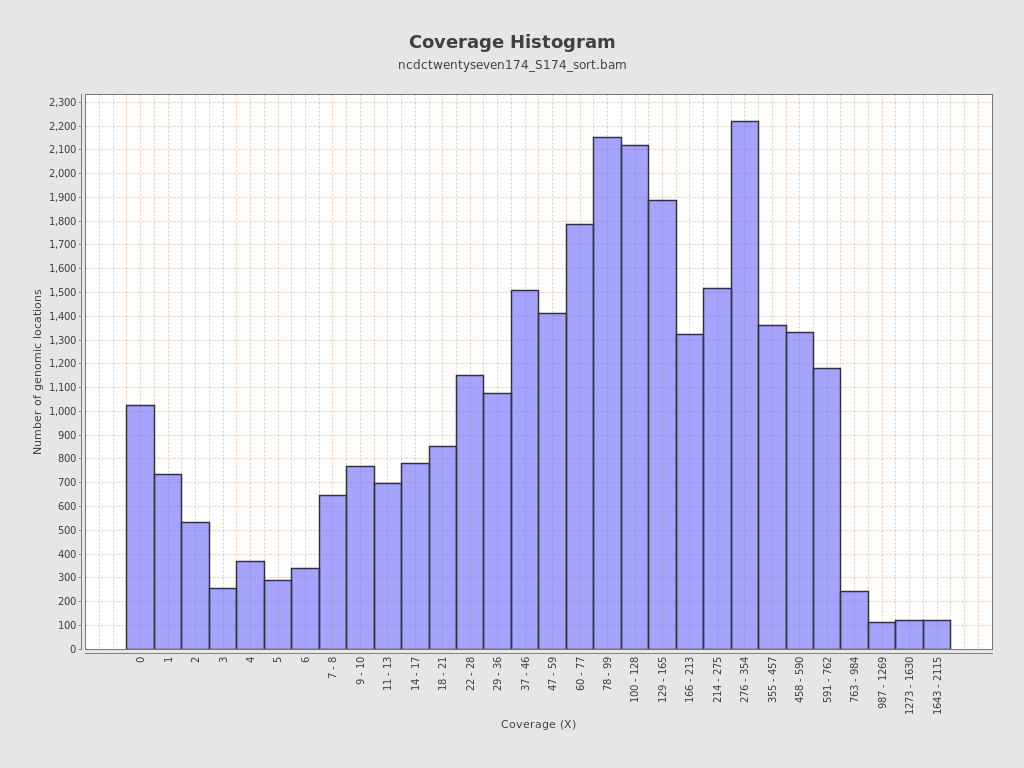 Coverage Histogram
ncdctwentyseven174_S174_sort.bam
Number of genomic locations
2,300
2,200
2,100
2,000
1,900
1,800
1,700
1,600
1,500
1,400
1,300
1,200
1,100
1,000
900
800
700
600
500
400
300
200
100
0
0
1
2
3
4
5
6
7 - 8
9 - 10
11 - 13
14 - 17
18 - 21
22 - 28
29 - 36
37 - 46
47 - 59
60 - 77
78 - 99
100 - 128
129 - 165
166 - 213
214 - 275
276 - 354
355 - 457
458 - 590
591 - 762
763 - 984
987 - 1269
1273 - 1630
1643 - 2115
Coverage (X)